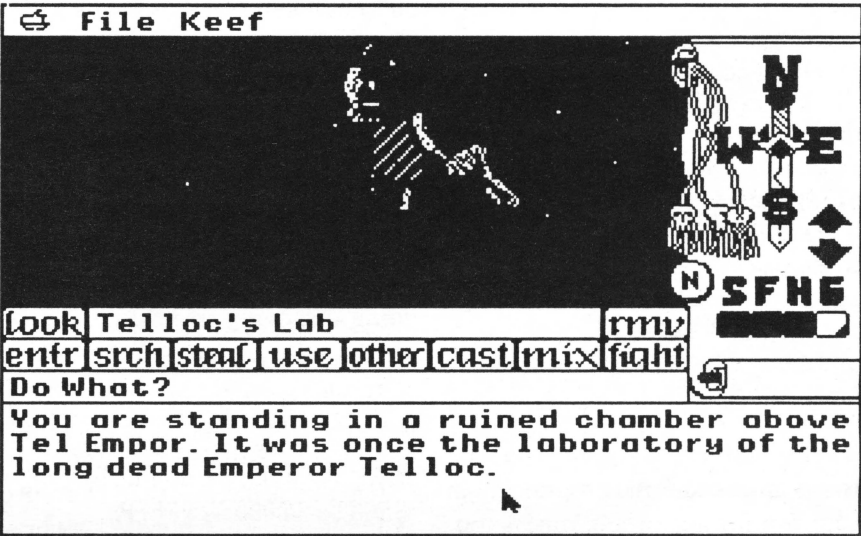 File Keef
N
W E
S
N
SFHG
look Telloc's Lab rmv
entr srch steal use other cast mix fight
Do What?
You are standing in a ruined chamber above
Tel Empor. It was once the laboratory of the
long dead Emperor Telloc.